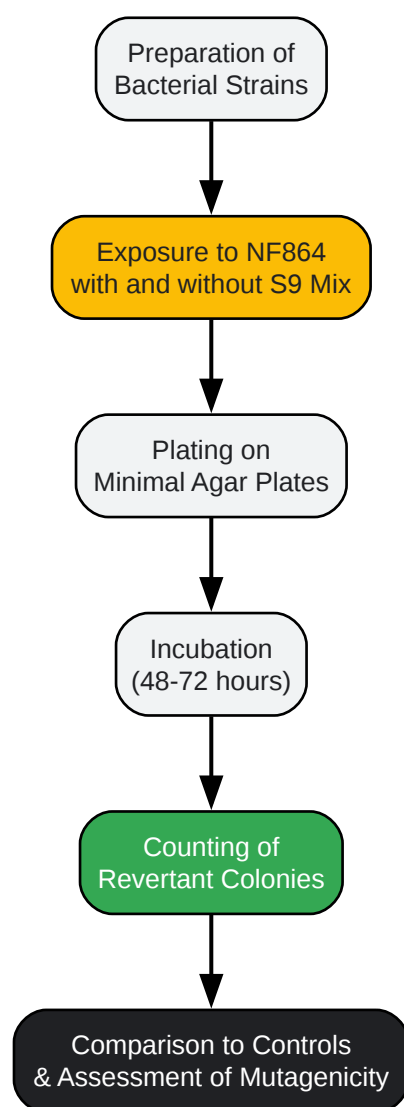 Preparation of
Bacterial Strains
Exposure to NF864
with and without S9 Mix
Plating on
Minimal Agar Plates
Incubation
(48-72 hours)
Counting of
Revertant Colonies
Comparison to Controls
& Assessment of Mutagenicity